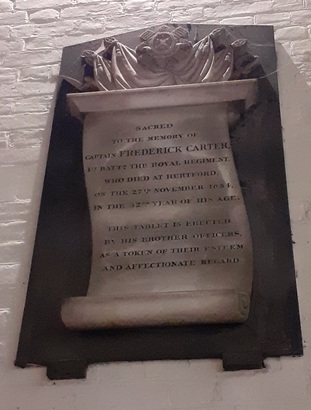 SACRED
TO THE MEMORY OF
CAPTAIN FREDERICK CARTER,
1ST BATTN THE ROYAL REGIMENT
WHO DIED AT HERTFORD,
ON THE 27TH NOVEMBER
IN THE YEAR OF HIS AGE.
THIS TABLET IS ERECTED
BY HIS BROTHER OFFICERS,
AS A TOKEN OF THEIR ESTEEM
AND AFFECTIONATE REGARD